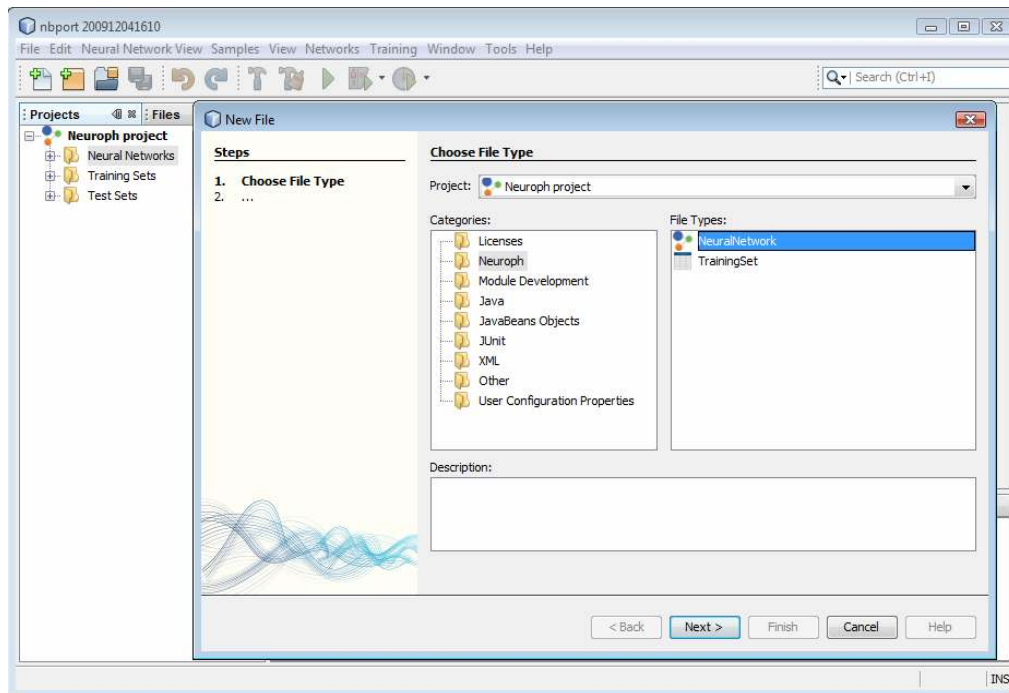 nbport 200912041610
File Edit Neural Network View Samples View Networks Training Window Tools Help
Search (Ctrl+I)
Projects Files
Neuroph project
Neural Networks
Training Sets
Test Sets
New File
Steps
1. Choose File Type
2. ...
Choose File Type
Project: Neuroph project
Categories:
Licenses
Neuroph
Module Development
Java
JavaBeans Objects
JUnit
XML
Other
User Configuration Properties
File Types:
NeuralNetwork
TrainingSet
Description:
< Back Next > Finish Cancel Help
INS